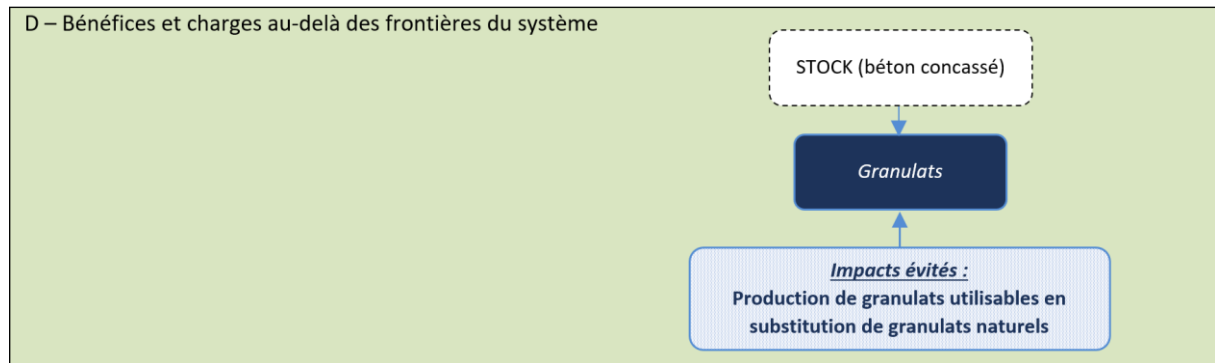 D – Bénéfices et charges au-delà des frontières du système
STOCK (béton concassé)
Granulats
Impacts évités :
Production de granulats utilisables en
substitution de granulats naturels